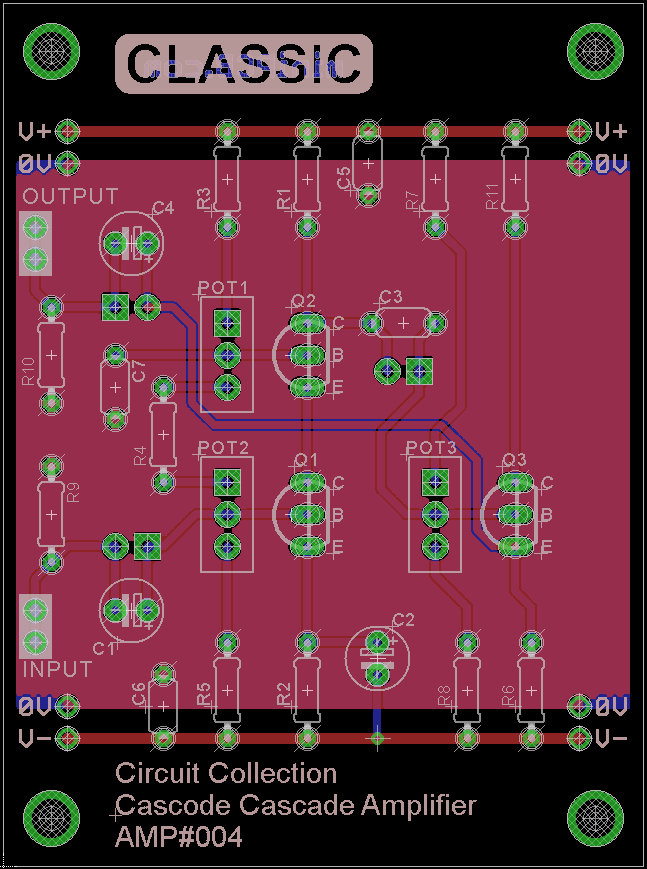 CLASSIC
V+ V+
0V 0V
R3 R1 C5 R7 R11
OUTPUT
C4
POT1 Q2 C3
C
B
E
R10 C7
R4
POT2 Q1 POT3 Q3
C C
B B
E E
R9
C1 C2
INPUT
C6 R5 R2 R8 R6
0V 0V
V- V-
Circuit Collection
Cascode Cascade Amplifier
AMP#004